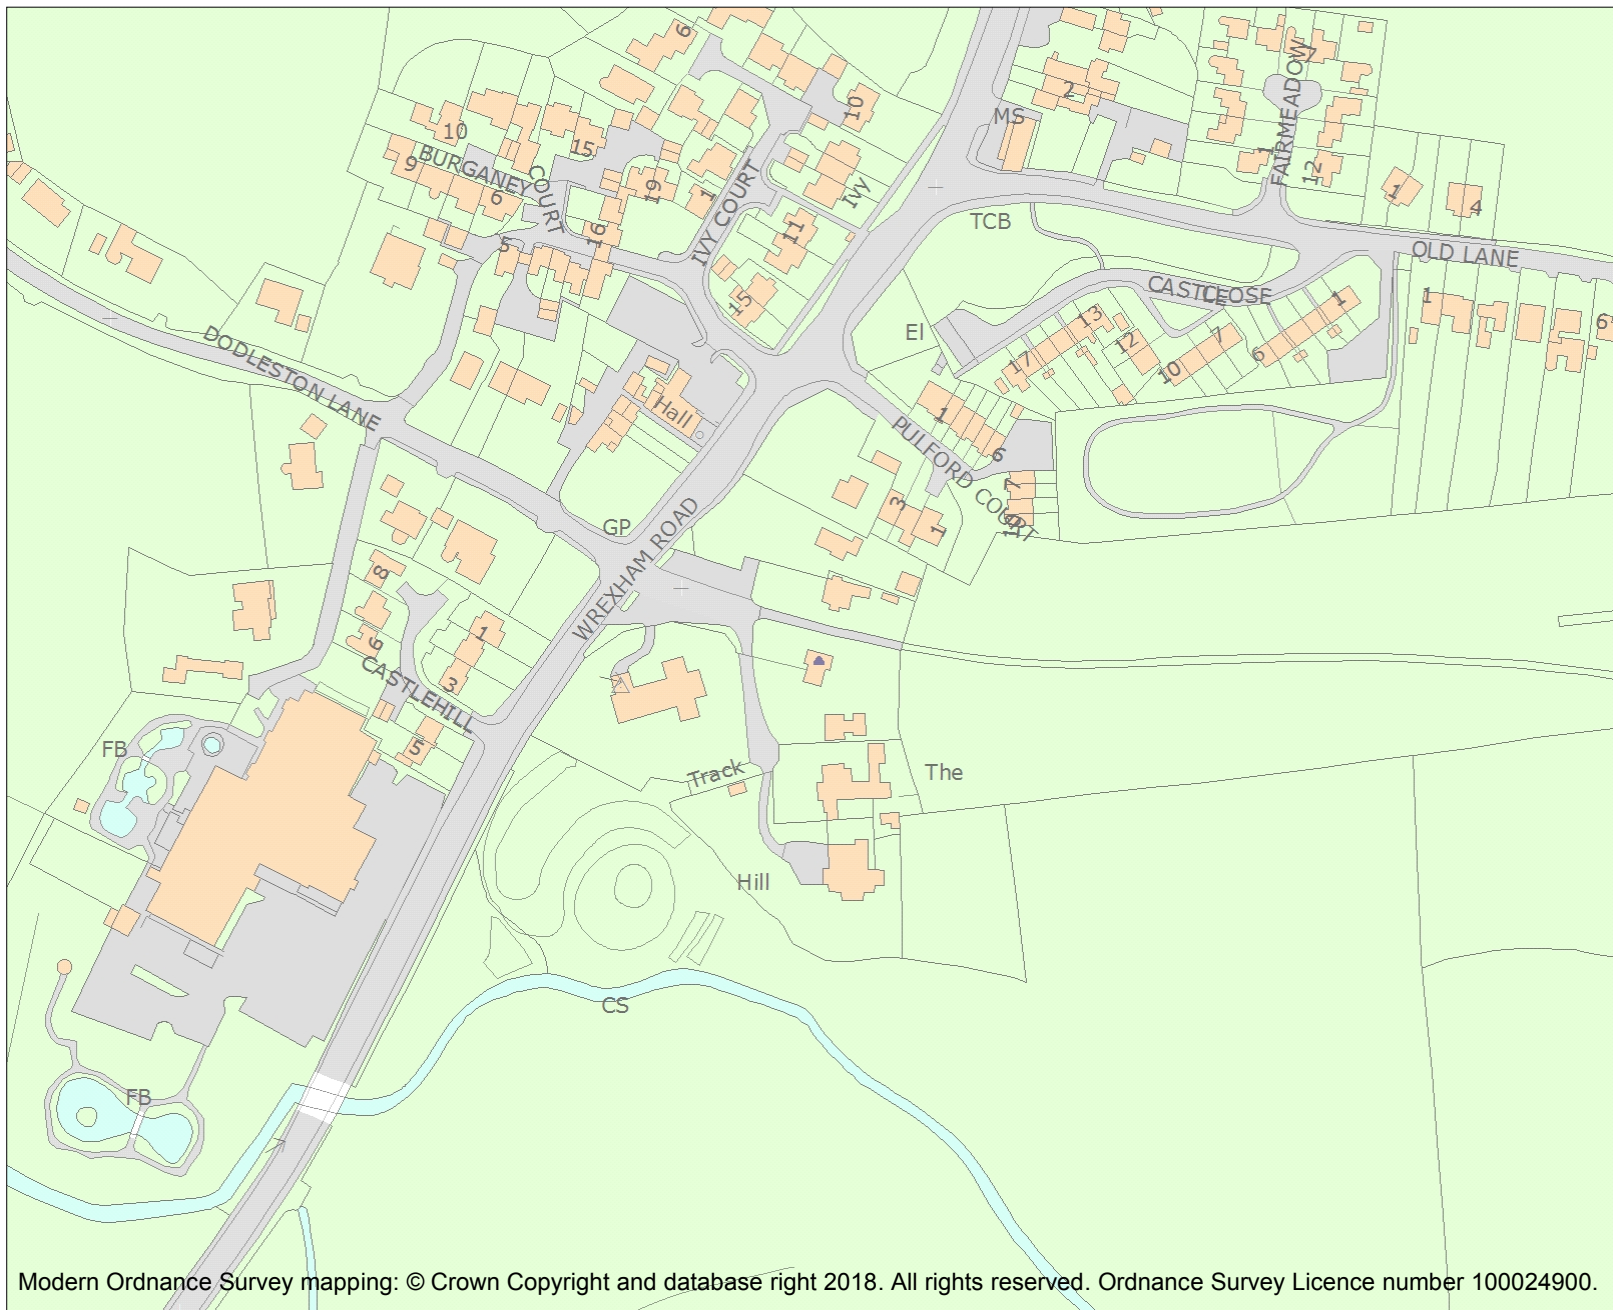 6
7
2
10
MS
FAIRMEADOW
10
15
9
BURGANEY
COURT
6
19
1
IVY COURT
Ivy
1
12
1
4
TCB
11
16
5
OLD LANE
CASTLE
CLOSE
15
1
1
6
El
13
7
12
17
10
6
DODLESTON LANE
Hall
1
PULFORD COURT
6
7
3
1
10
GP
WREXHAM ROAD
8
1
6
CASTLEHILL
3
5
FB
Track
The
Hill
CS
FB
Modern Ordnance Survey mapping: © Crown Copyright and database right 2018. All rights reserved. Ordnance Survey Licence number 100024900.